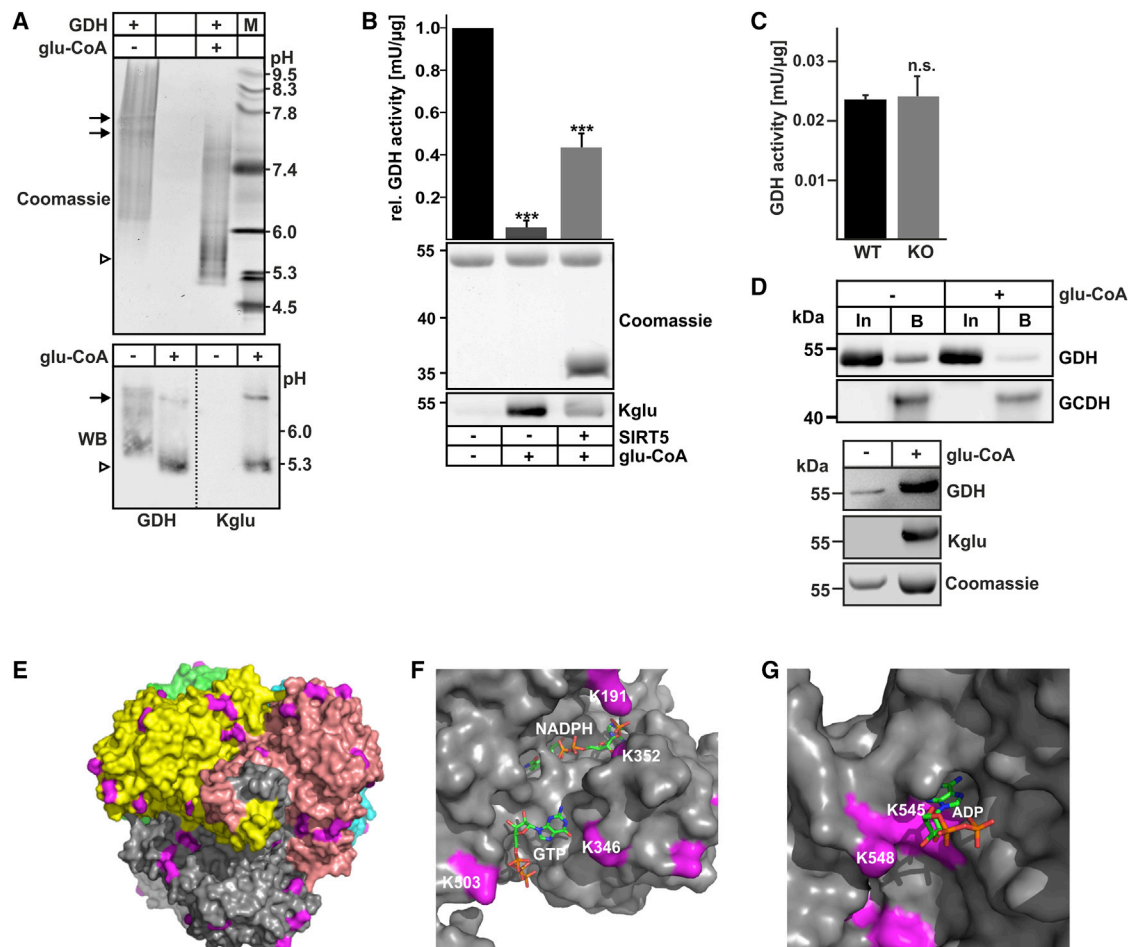 A
GDH + + M
glu-CoA - +
pH
9.5
8.3
7.8
7.4
6.0
5.3
4.5
Coomassie
glu-CoA - + - +
pH
6.0
5.3
WB
GDH Kglu
B
rel. GDH activity [mU/µg]
1.0
0.8
0.6
0.4
0.2
***
***
55
40
35
Coomassie
55
Kglu
- - + SIRT5
- + + glu-CoA
C
GDH activity [mU/µg]
0.03
0.02
0.01
n.s.
WT KO
D
- + glu-CoA
kDa In B In B
55 GDH
40 GCDH
- + glu-CoA
kDa
55 GDH
55 Kglu
55 Coomassie
E
F
K191
NADPH
K352
GTP
K346
K503
G
K545 ADP
K548